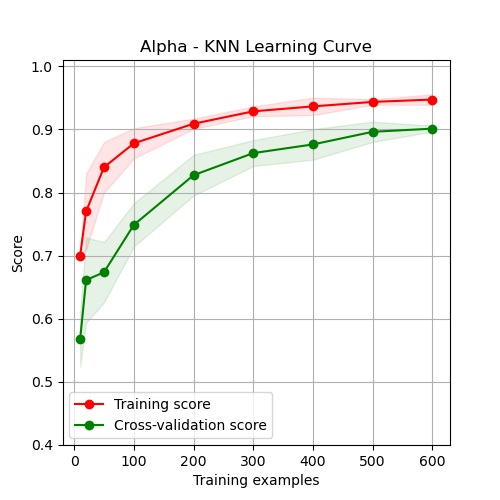 Alpha - KNN Learning Curve
1.0
0.9
0.8
0.7
0.6
0.5
0.4
Score
Training score
Cross-validation score
0 100 200 300 400 500 600
Training examples